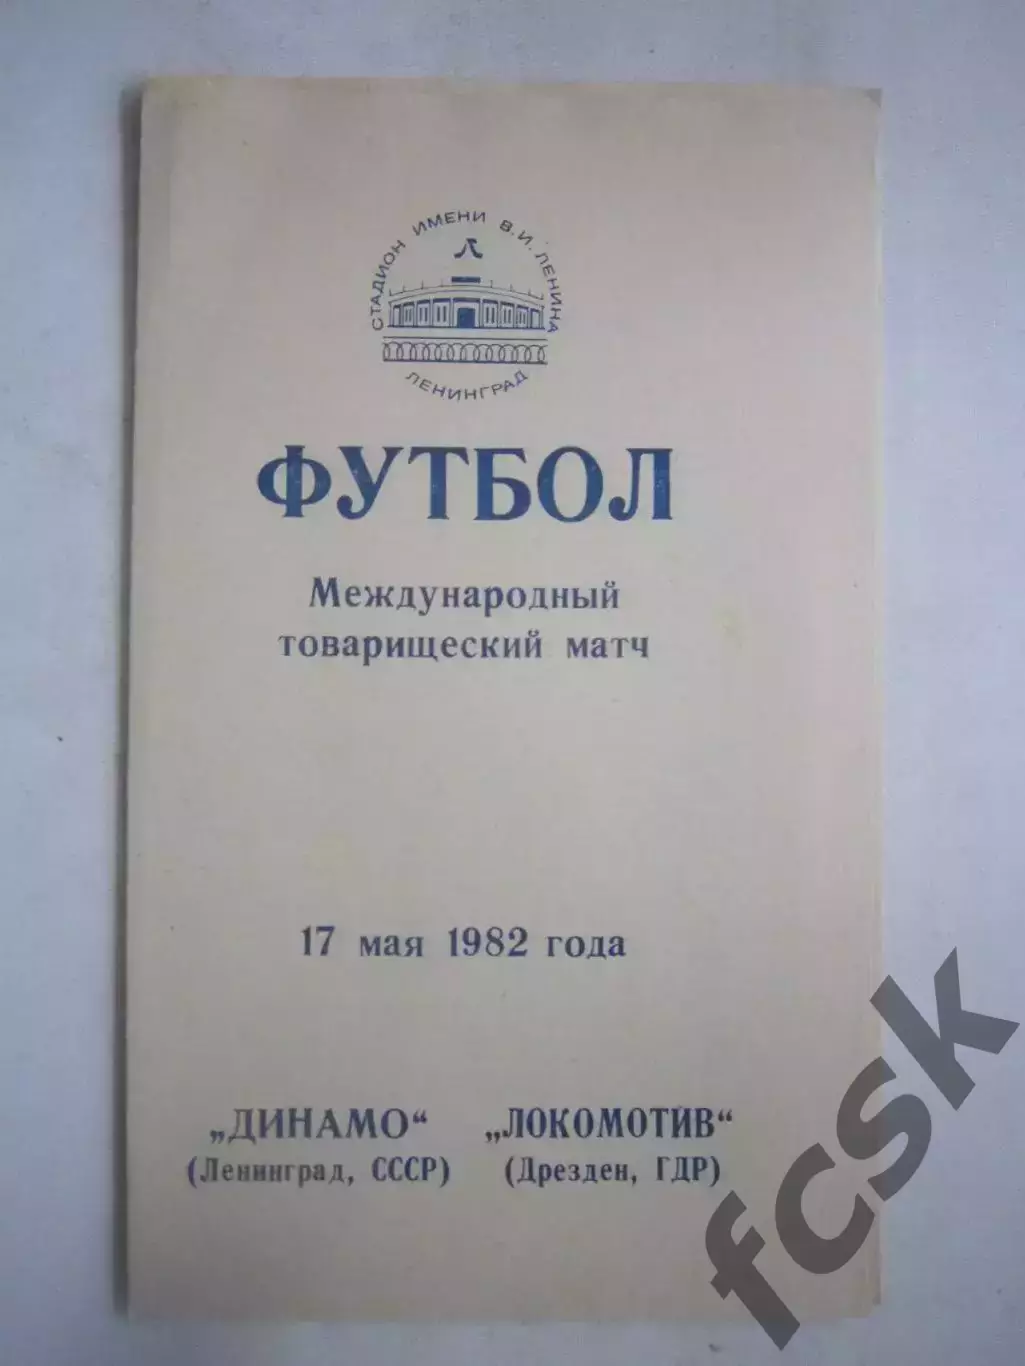 СТАДИОН ИМЕНИ В.И. ЛЕНИНА
ЛЕНИНГРАД
ФУТБОЛ
Международный
товарищеский матч
17 мая 1982 года
„ДИНАМО“ „ЛОКОМОТИВ“
(Ленинград, СССР) (Дрезден, ГДР)
fcsk